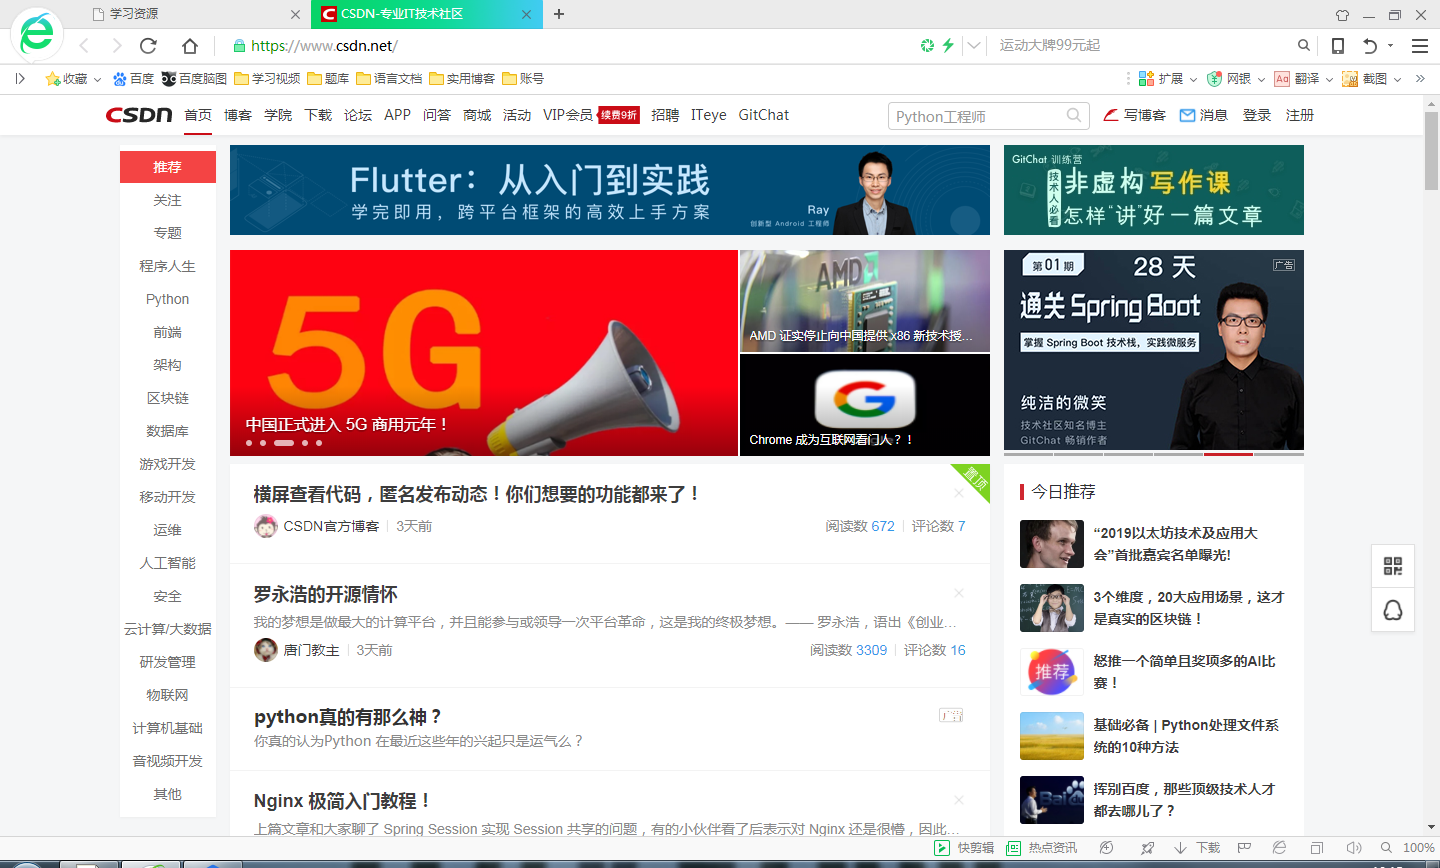 学习资源
CSDN-专业IT技术社区
https://www.csdn.net/
运动大牌99元起
收藏 百度 百度脑图 学习视频 题库 语言文档 实用博客 账号
扩展 网银 翻译 截图
CSDN 首页 博客 学院 下载 论坛 APP 问答 商城 活动 VIP会员 续费9折 招聘 ITeye GitChat
Python工程师
写博客 消息 登录 注册
推荐
关注
专题
程序人生
Python
前端
架构
区块链
数据库
游戏开发
移动开发
运维
人工智能
安全
云计算/大数据
研发管理
物联网
计算机基础
音视频开发
其他
Flutter：从入门到实践
学完即用，跨平台框架的高效上手方案
Ray
创新型 Android 工程师
GitChat 训练营
技术人必看
非虚构写作课
怎样“讲”好一篇文章
5G
中国正式进入 5G 商用元年！
AMD
AMD 证实停止向中国提供 x86 新技术授...
Chrome 成为互联网看门人？！
第01期
28 天
广告
通关 Spring Boot
掌握 Spring Boot 技术栈，实践微服务
纯洁的微笑
技术社区知名博主
GitChat 畅销作者
置顶
横屏查看代码，匿名发布动态！你们想要的功能都来了！
CSDN官方博客 3天前
阅读数 672 评论数 7
罗永浩的开源情怀
我的梦想是做最大的计算平台，并且能参与或领导一次平台革命，这是我的终极梦想。—— 罗永浩，语出《创业...
唐门教主 3天前
阅读数 3309 评论数 16
python真的有那么神？
你真的认为Python 在最近这些年的兴起只是运气么？
Nginx 极简入门教程！
上篇文章和大家聊了 Spring Session 实现 Session 共享的问题，有的小伙伴看了后表示对 Nginx 还是很懵，因此...
今日推荐
“2019以太坊技术及应用大
会”首批嘉宾名单曝光!
3个维度，20大应用场景，这才
是真实的区块链！
推荐
怒推一个简单且奖项多的AI比
赛！
基础必备 | Python处理文件系
统的10种方法
挥别百度，那些顶级技术人才
都去哪儿了？
快剪辑 热点资讯 下载 100%